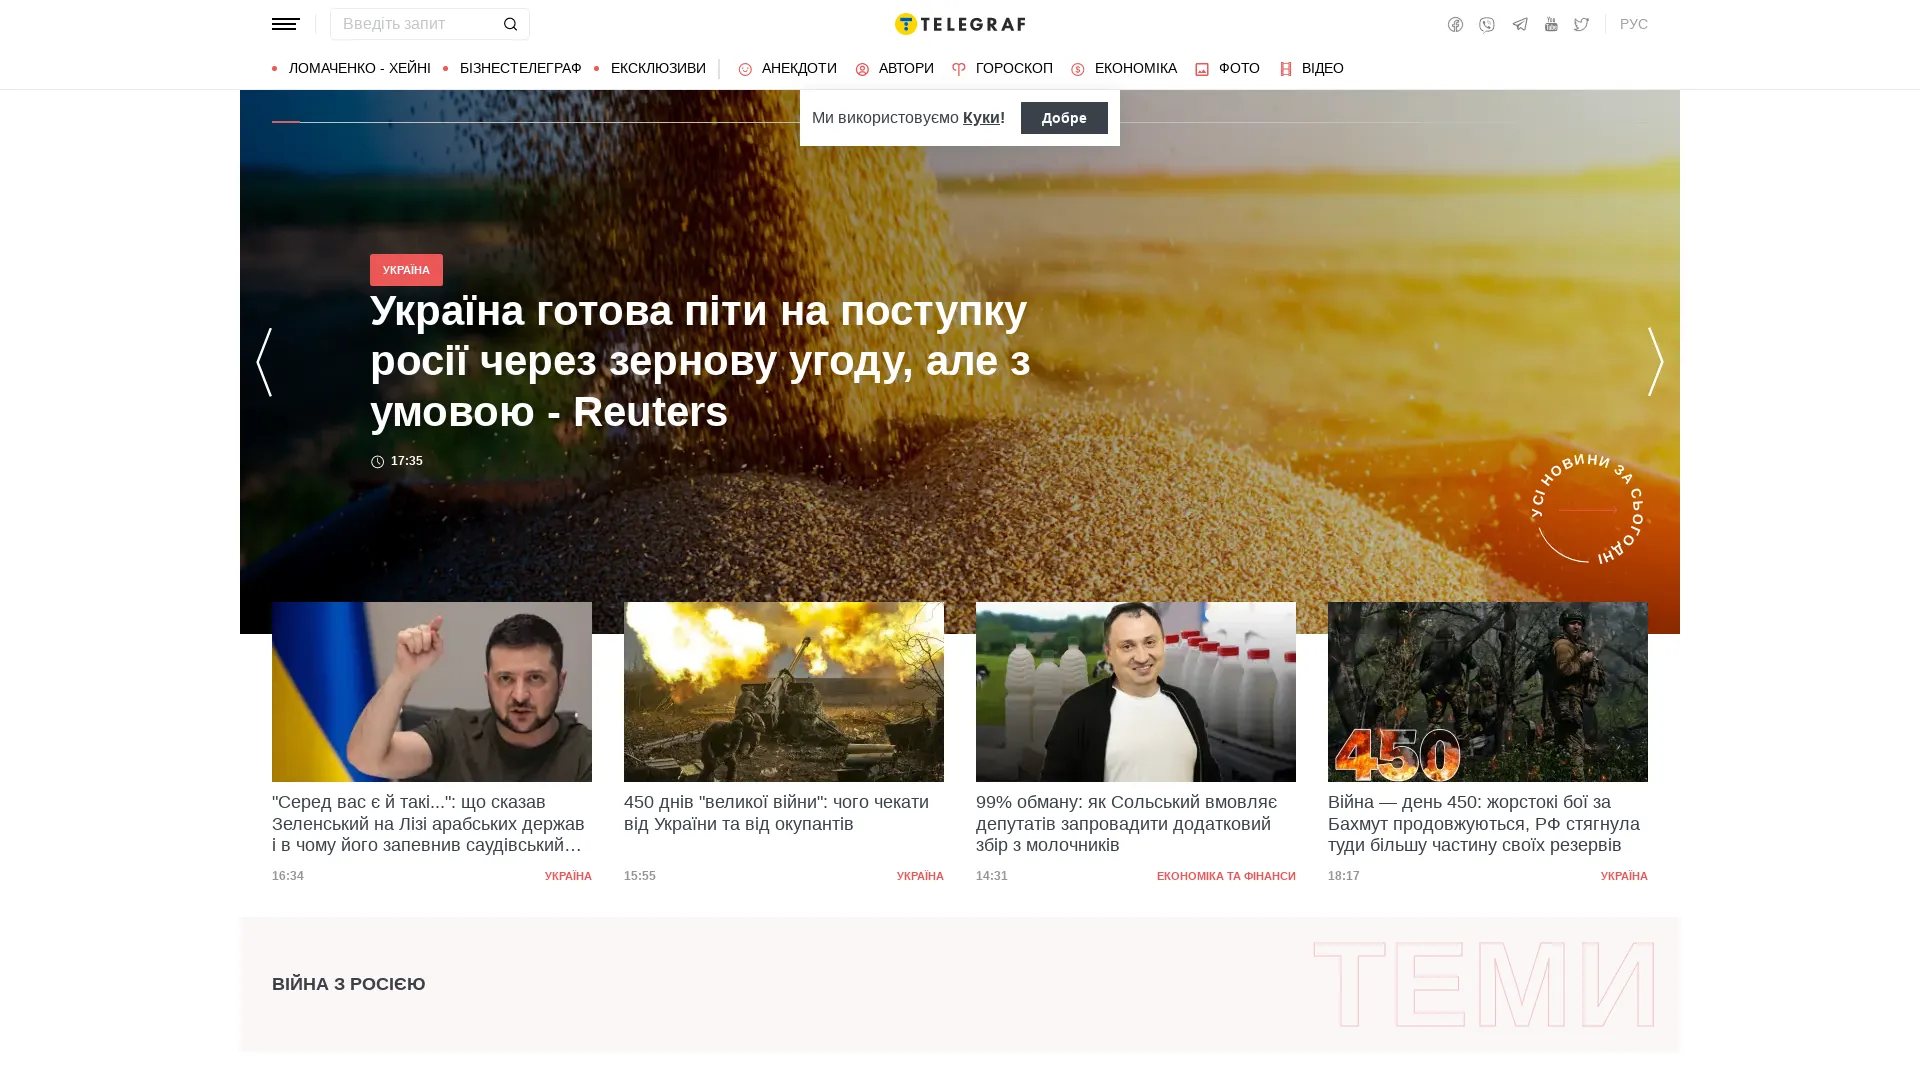 Введіть запит
TELEGRAF
You
Tube
РУС
ЛОМАЧЕНКО - ХЕЙНІ
БІЗНЕСТЕЛЕГРАФ
ЕКСКЛЮЗИВИ
АНЕКДОТИ
АВТОРИ
ГОРОСКОП
ЕКОНОМІКА
ФОТО
ВІДЕО
Ми використовуємо Куки!
Добре
УКРАЇНА
Україна готова піти на поступку
росії через зернову угоду, але з
умовою - Reuters
17:35
УСІ НОВИНИ ЗА СЬОГОДНІ
"Серед вас є й такі...": що сказав
Зеленський на Лізі арабських держав
і в чому його запевнив саудівський…
16:34
УКРАЇНА
450 днів "великої війни": чого чекати
від України та від окупантів
15:55
УКРАЇНА
99% обману: як Сольський вмовляє
депутатів запровадити додатковий
збір з молочників
14:31
ЕКОНОМІКА ТА ФІНАНСИ
450
Війна — день 450: жорстокі бої за
Бахмут продовжуються, РФ стягнула
туди більшу частину своїх резервів
18:17
УКРАЇНА
ТЕМИ
ВІЙНА З РОСІЄЮ